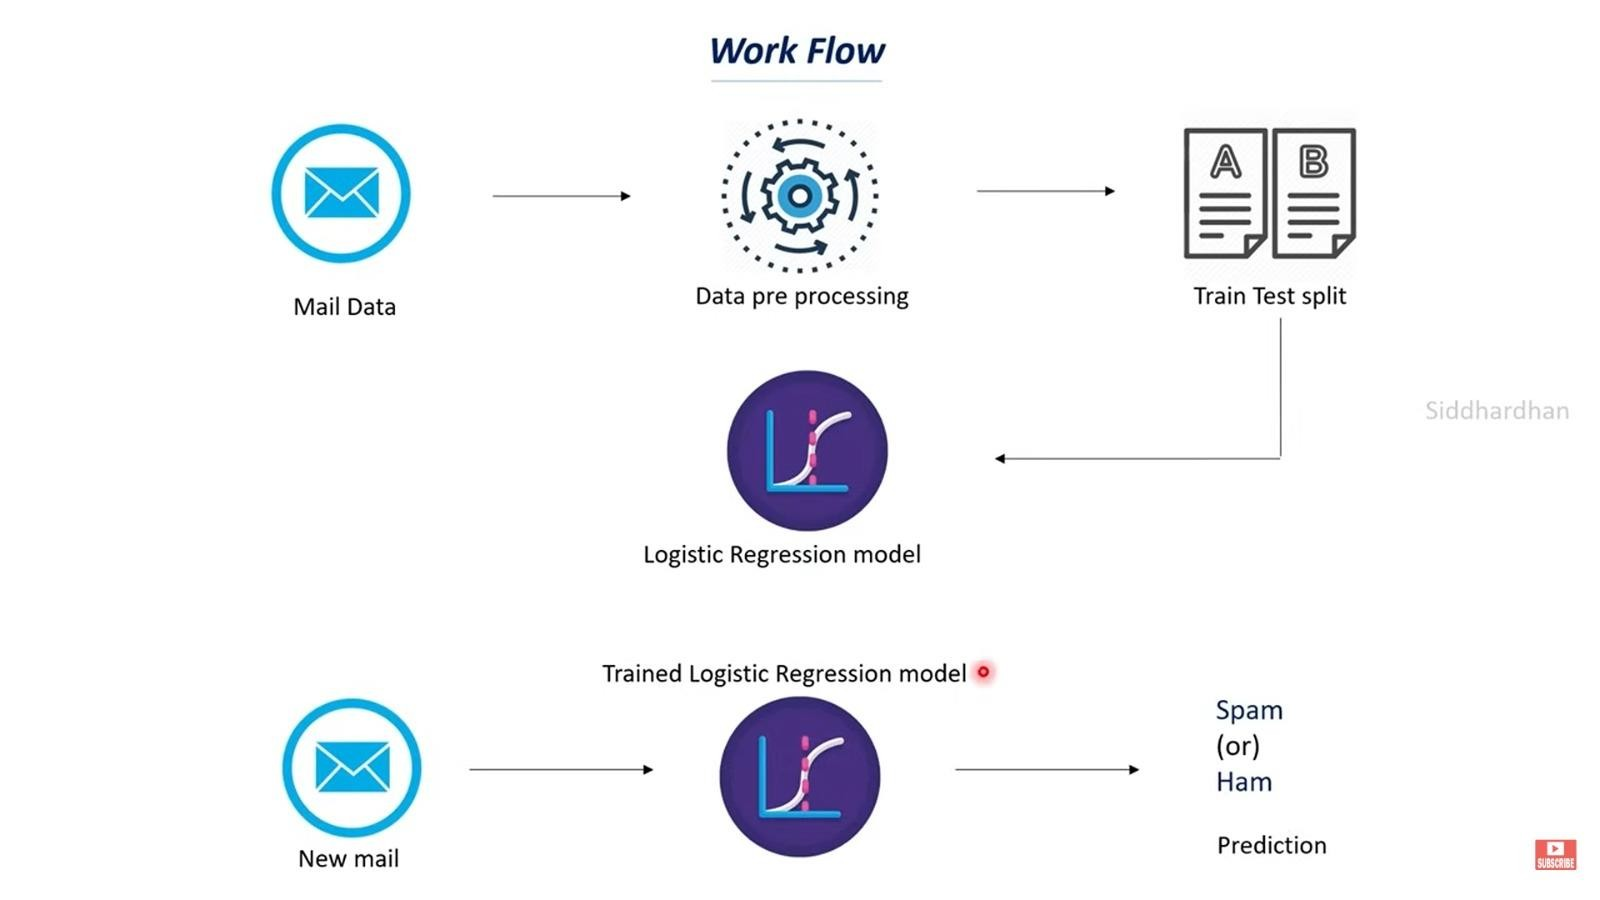 Work Flow
A
B
Mail Data
Data pre processing
Train Test split
Siddhardhan
Logistic Regression model
Trained Logistic Regression model
Spam
(or)
Ham
New mail
Prediction
SUBSCRIBE